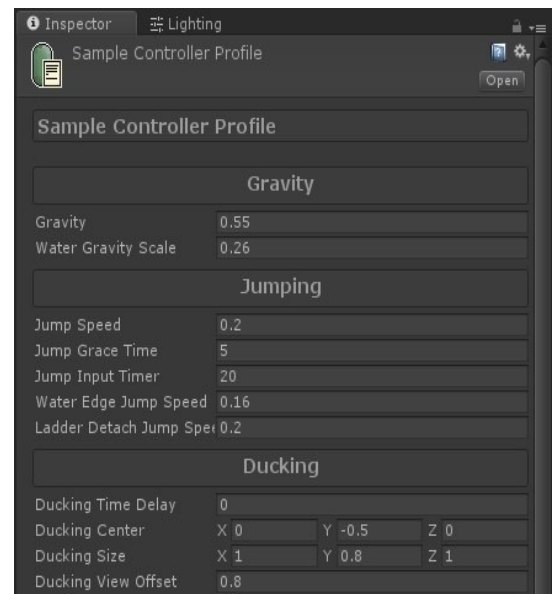 Inspector Lighting
Sample Controller Profile
Open
Sample Controller Profile
Gravity
Gravity 0.55
Water Gravity Scale 0.26
Jumping
Jump Speed 0.2
Jump Grace Time 5
Jump Input Timer 20
Water Edge Jump Speed 0.16
Ladder Detach Jump Spee 0.2
Ducking
Ducking Time Delay 0
Ducking Center X 0 Y -0.5 Z 0
Ducking Size X 1 Y 0.8 Z 1
Ducking View Offset 0.8